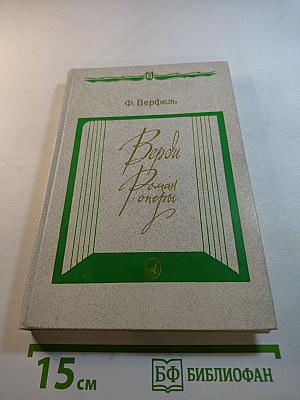 Ф. Верфель
Верди
Роман
оперы
15 см
БФ БИБЛИОФАН